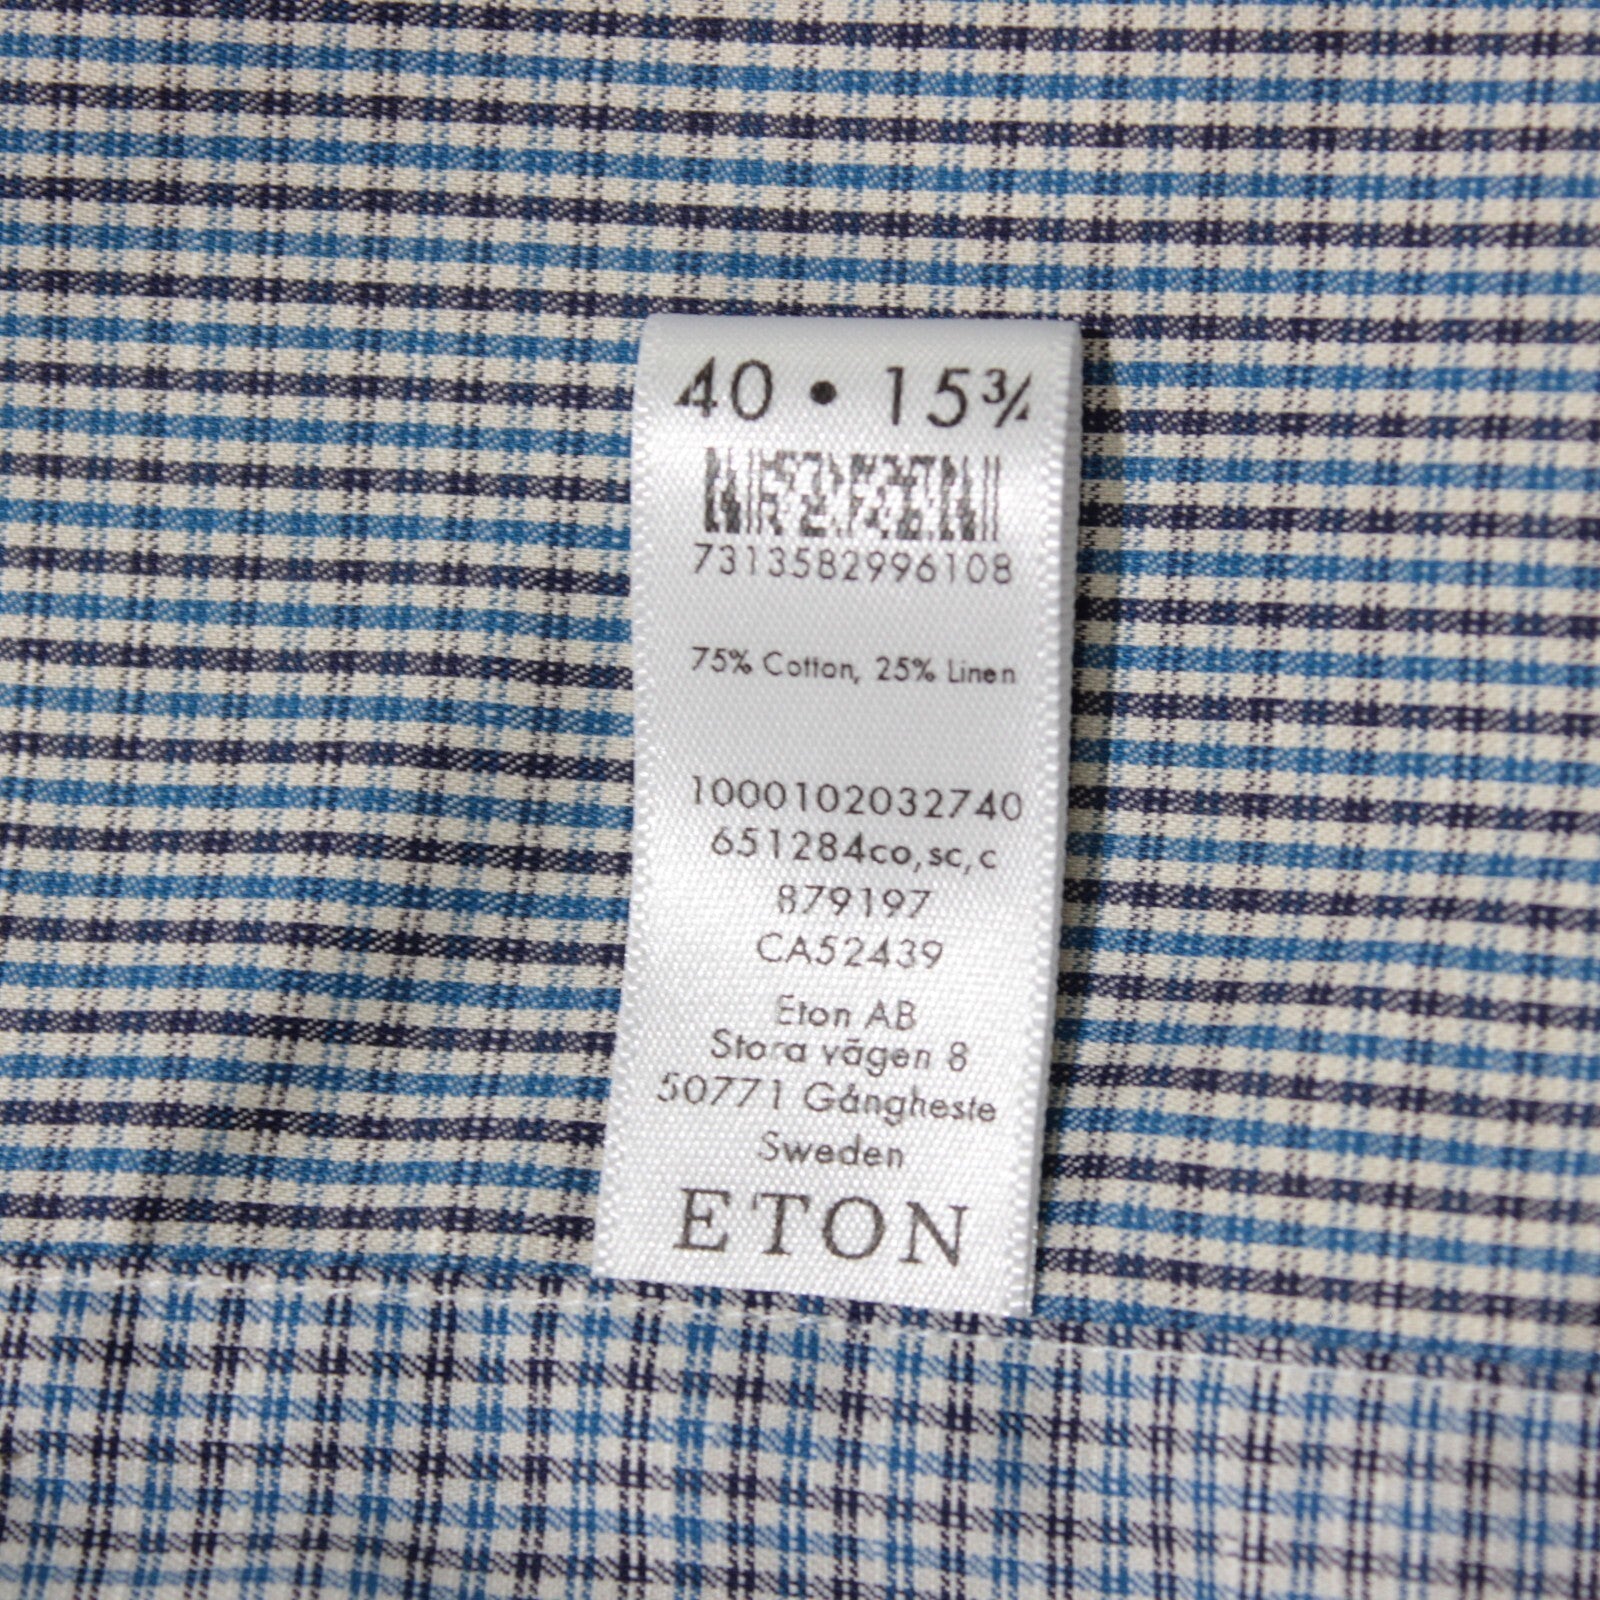 40 • 15¾
7313582996108
75% Cotton, 25% Linen
1000102032740
651284co,sc,c
879197
CA52439
Eton AB
Stora vägen 8
50771 Gångheste
Sweden
ETON